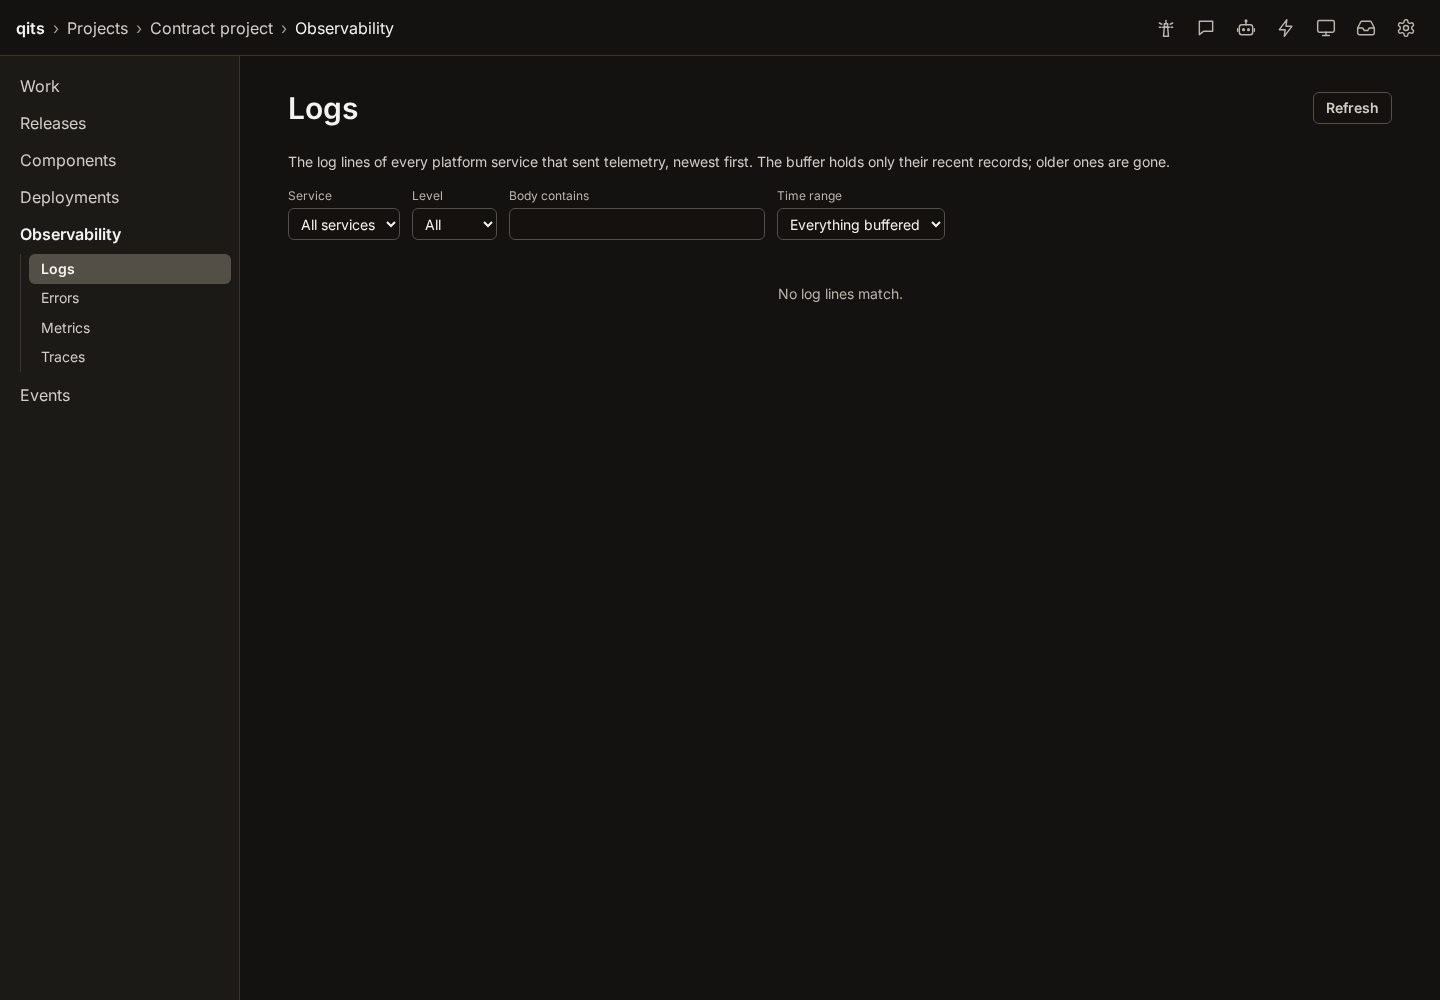 qits › Projects › Contract project › Observability
Work
Releases
Components
Deployments
Observability
Logs
Errors
Metrics
Traces
Events
Logs
Refresh
The log lines of every platform service that sent telemetry, newest first. The buffer holds only their recent records; older ones are gone.
Service Level Body contains Time range
All services All Everything buffered
No log lines match.